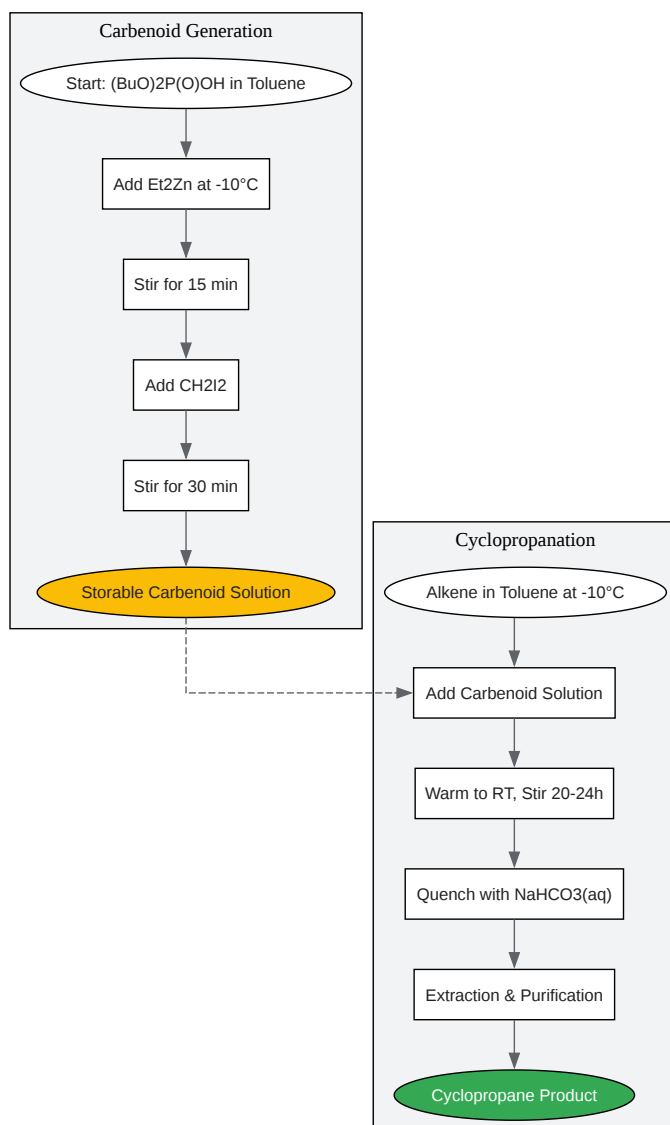 Carbenoid Generation
Start: (BuO)2P(O)OH in Toluene
Add Et2Zn at -10°C
Stir for 15 min
Add CH2I2
Stir for 30 min
Storable Carbenoid Solution
Cyclopropanation
Alkene in Toluene at -10°C
Add Carbenoid Solution
Warm to RT, Stir 20-24h
Quench with NaHCO3(aq)
Extraction & Purification
Cyclopropane Product